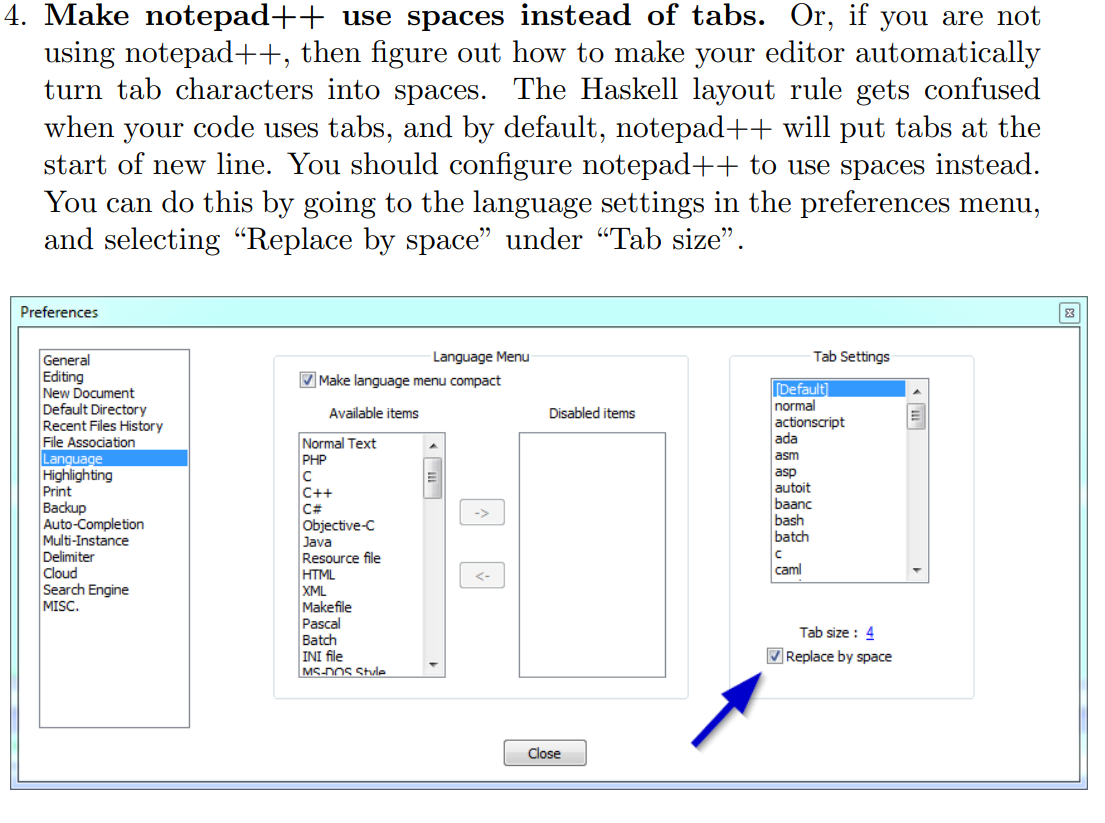 4. Make notepad++ use spaces instead of tabs. Or, if you are not
using notepad++, then figure out how to make your editor automatically
turn tab characters into spaces. The Haskell layout rule gets confused
when your code uses tabs, and by default, notepad++ will put tabs at the
start of new line. You should configure notepad++ to use spaces instead.
You can do this by going to the language settings in the preferences menu,
and selecting “Replace by space” under “Tab size”.
Preferences
General
Editing
New Document
Default Directory
Recent Files History
File Association
Language
Highlighting
Print
Backup
Auto-Completion
Multi-Instance
Delimiter
Cloud
Search Engine
MISC.
Language Menu
Make language menu compact
Available items
Normal Text
PHP
C
C++
C#
Objective-C
Java
Resource file
HTML
XML
Makefile
Pascal
Batch
INI file
MS-DOS Style
->
<-
Disabled items
Tab Settings
[Default]
normal
actionscript
ada
asm
asp
autoit
baanc
bash
batch
c
caml
Tab size : 4
Replace by space
Close